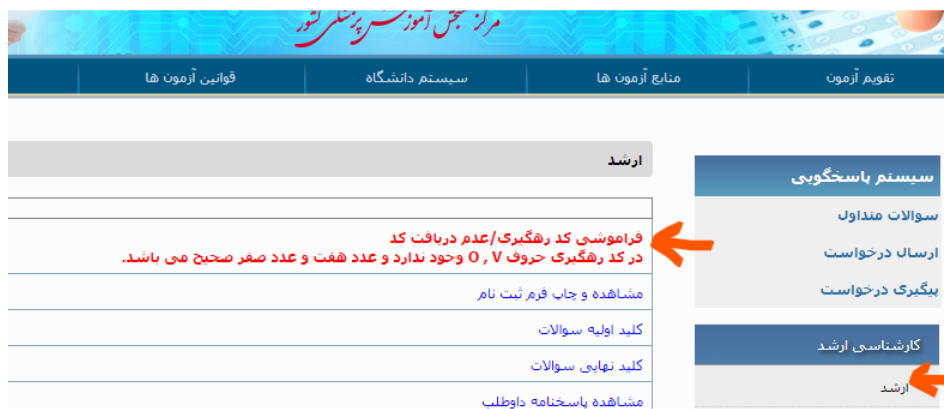 مرکز سنجش آموزش پزشکی کشور
تقویم آزمون
منابع آزمون ها
سیستم دانشگاه
قوانین آزمون ها
ارشد
فراموشی کد رهگیری/عدم دریافت کد
در کد رهگیری حروف O , V وجود ندارد و عدد هفت و عدد صفر صحیح می باشد.
مشاهده و چاپ فرم ثبت نام
کلید اولیه سوالات
کلید نهایی سوالات
مشاهده پاسخنامه داوطلب
سیستم پاسخگویی
سوالات متداول
ارسال درخواست
پیگیری درخواست
کارشناسی ارشد
ارشد